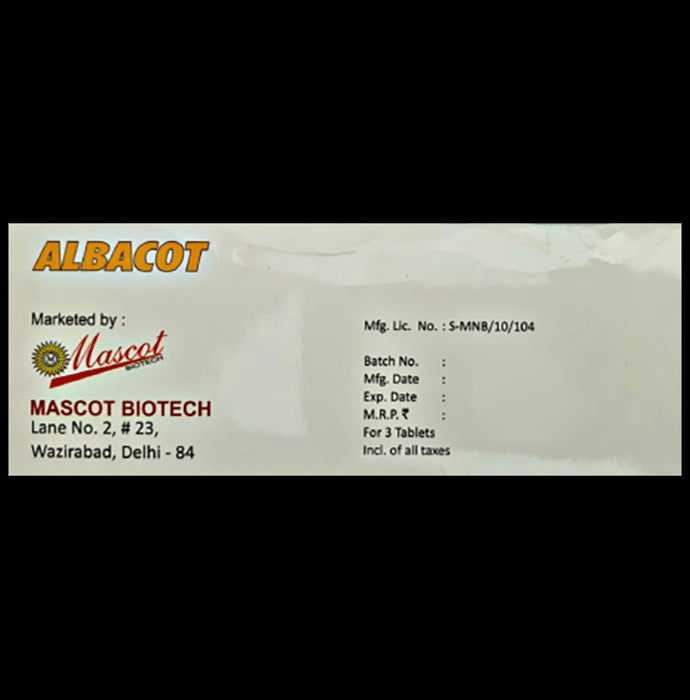 ALBACOT
Marketed by :
Mascot
BIOTECH
MASCOT BIOTECH
Lane No. 2, # 23,
Wazirabad, Delhi - 84
Mfg. Lic. No. : S-MNB/10/104
Batch No. :
Mfg. Date :
Exp. Date :
M.R.P. ₹ :
For 3 Tablets
Incl. of all taxes